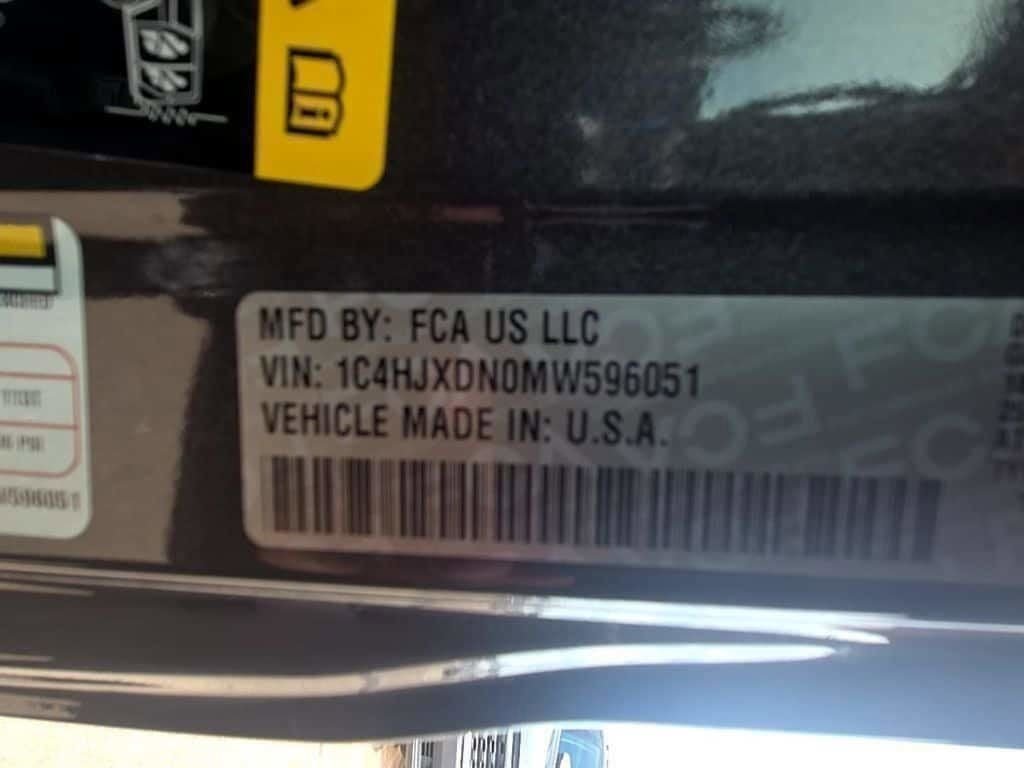 MFD BY: FCA US LLC
VIN: 1C4HJXDN0MW596051
VEHICLE MADE IN: U.S.A.